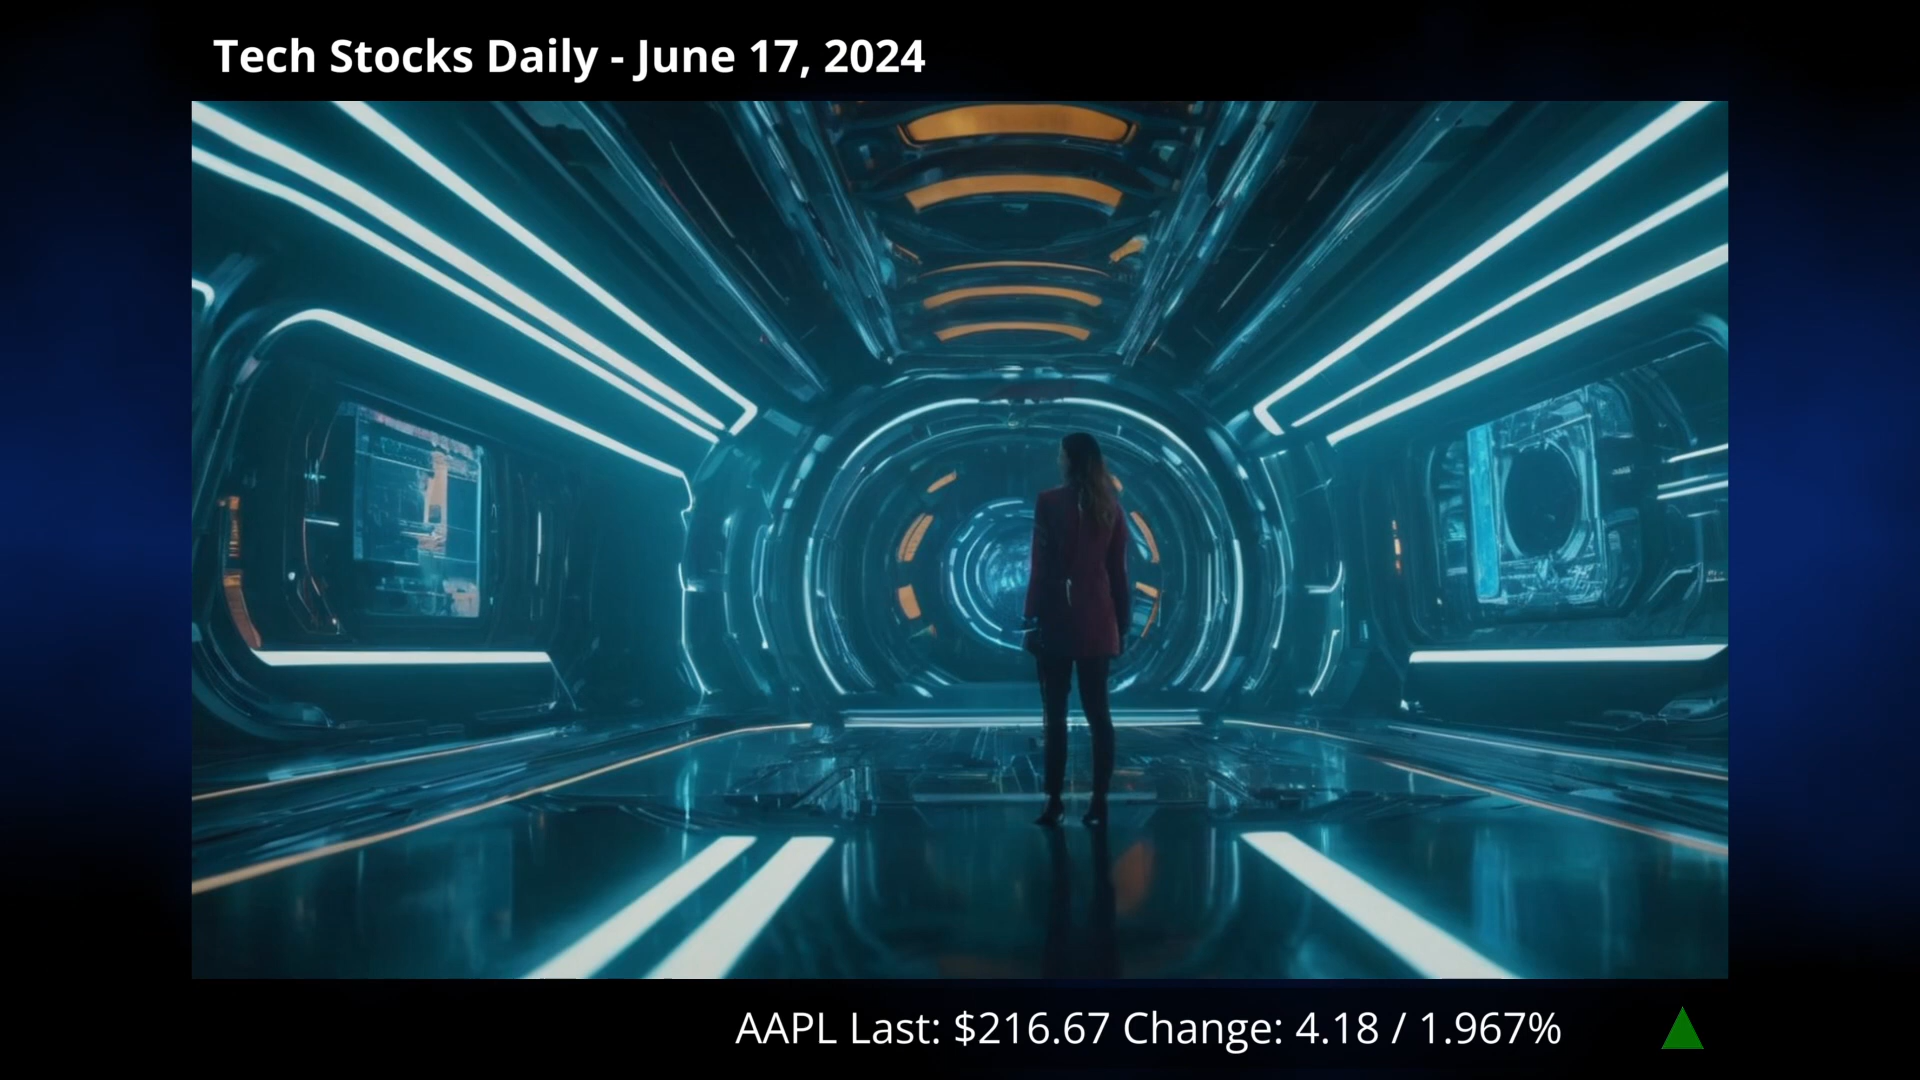 Tech Stocks Daily - June 17, 2024
AAPL Last: $216.67 Change: 4.18 / 1.967%